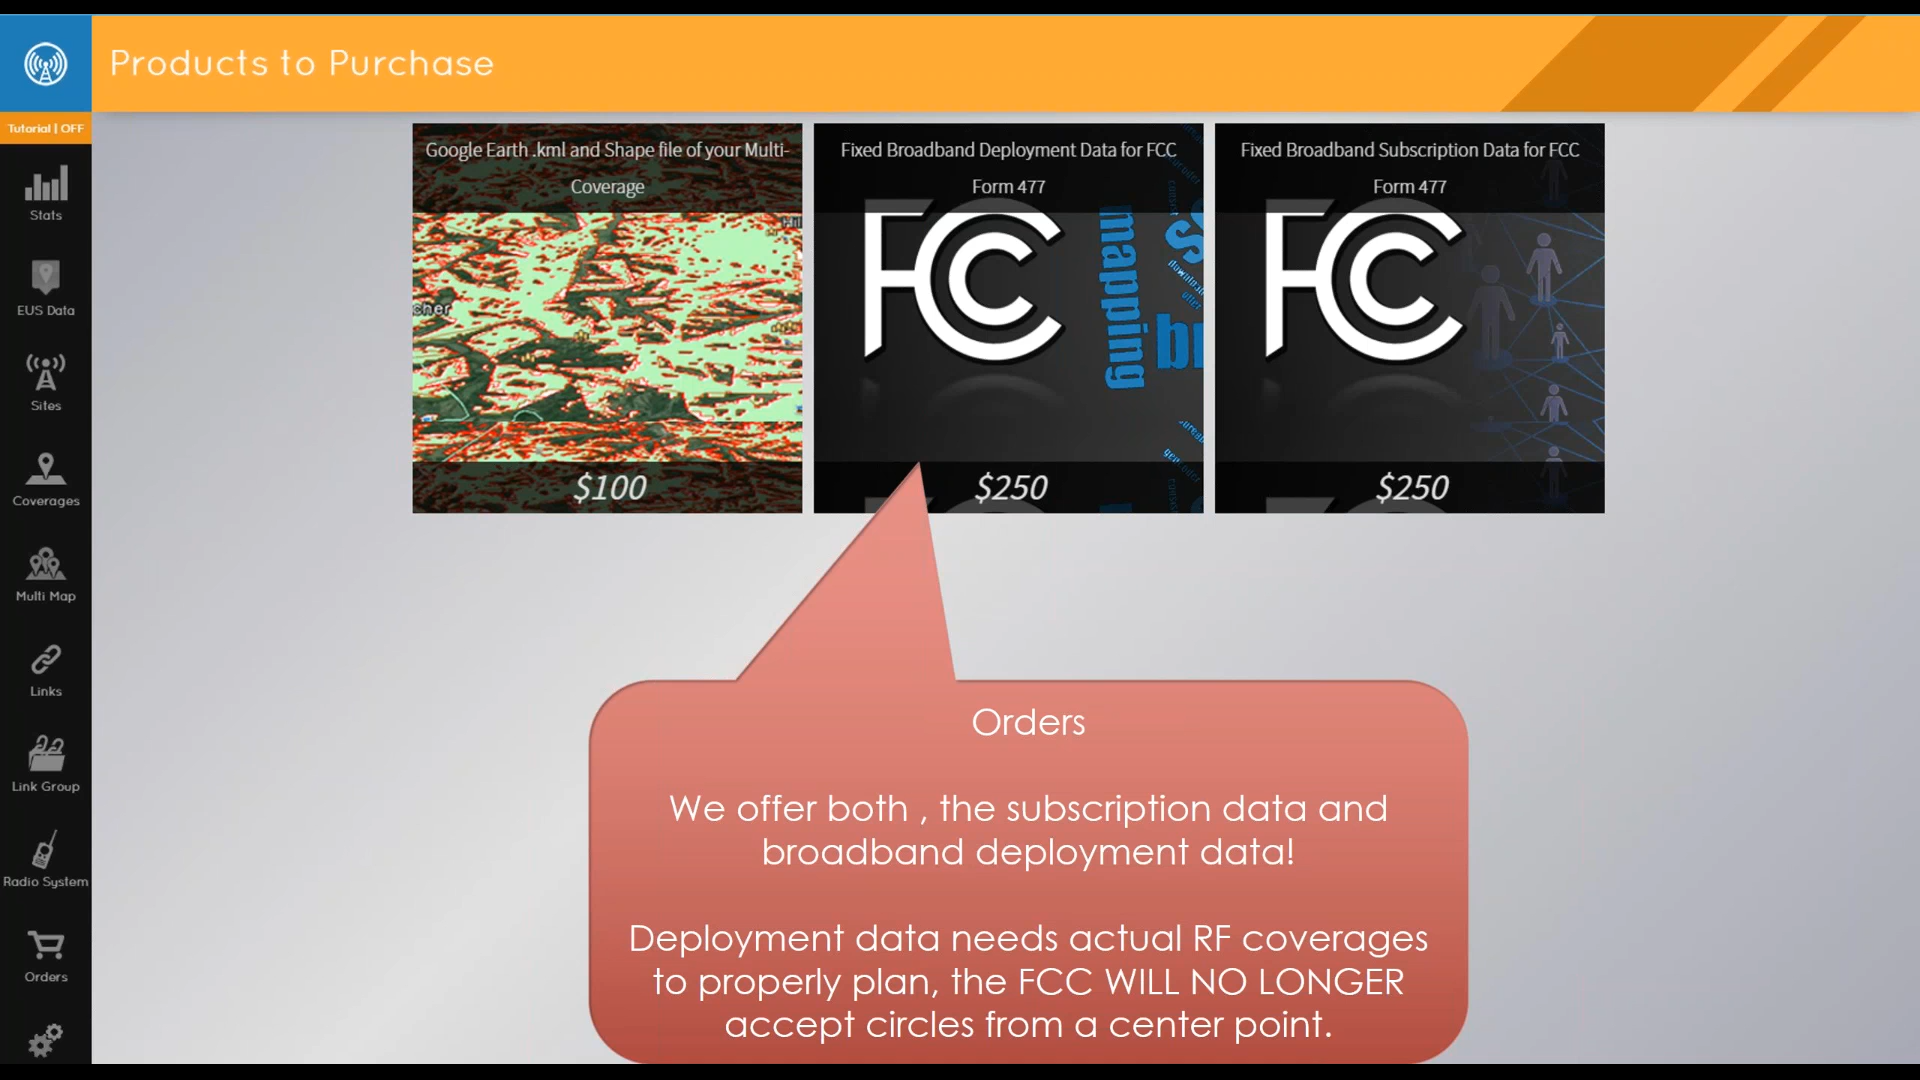 Products to Purchase
Tutorial | OFF
Stats
EUS Data
Sites
Coverages
Multi Map
Links
Link Group
Radio System
Orders
Google Earth .kml and Shape file of your Multi-
Coverage
cher
$100
Fixed Broadband Deployment Data for FCC
Form 477
FCC
mapping
$250
Fixed Broadband Subscription Data for FCC
Form 477
FCC
$250
Orders
We offer both , the subscription data and
broadband deployment data!
Deployment data needs actual RF coverages
to properly plan, the FCC WILL NO LONGER
accept circles from a center point.